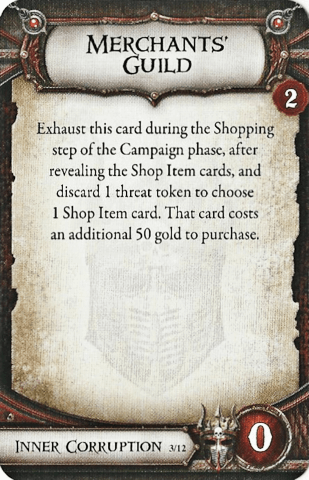 Merchants'
Guild
2
Exhaust this card during the Shopping
step of the Campaign phase, after
revealing the Shop Item cards, and
discard 1 threat token to choose
1 Shop Item card. That card costs
an additional 50 gold to purchase.
Inner Corruption 3/12
0